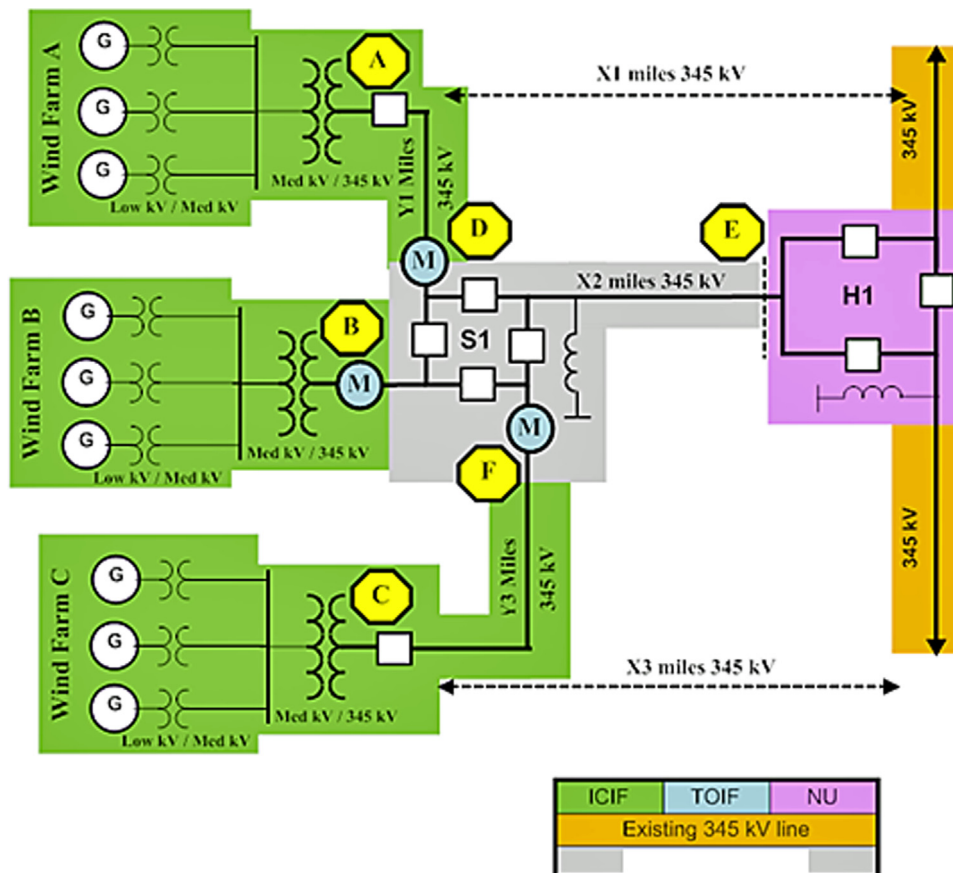 Wind Farm A
G
G
G
Low kV / Med kV
Med kV / 345 kV
A
Y1 Miles
345 kV
X1 miles 345 kV
345 kV
M
D
E
Wind Farm B
G
G
G
Low kV / Med kV
Med kV / 345 kV
B
M
S1
X2 miles 345 kV
H1
M
F
Wind Farm C
G
G
G
Low kV / Med kV
Med kV / 345 kV
C
Y3 Miles
345 kV
345 kV
X3 miles 345 kV
ICIF
TOIF
NU
Existing 345 kV line